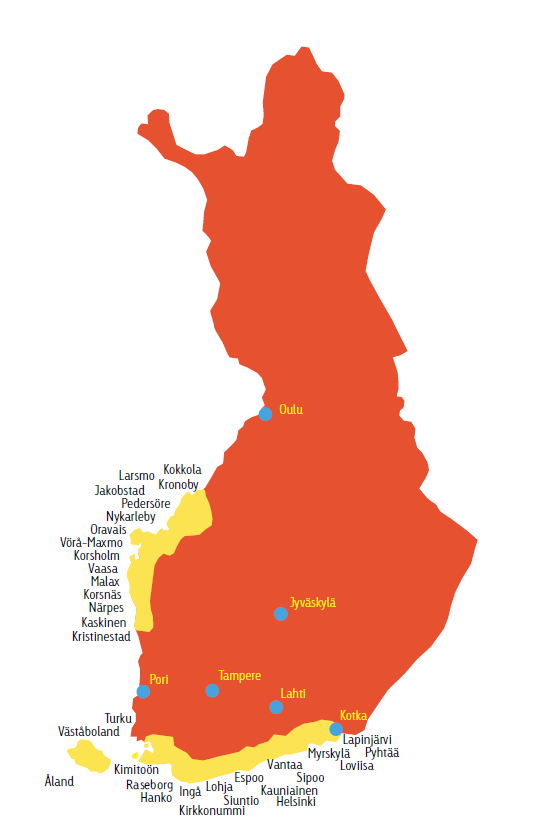 Oulu
Kokkola
Larsmo
Kronoby
Jakobstad
Pedersöre
Nykarleby
Oravais
Vörå-Maxmo
Korsholm
Vaasa
Malax
Korsnäs
Närpes
Kaskinen
Kristinestad
Jyväskylä
Pori
Tampere
Lahti
Kotka
Turku
Väståboland
Åland
Kimitoön
Raseborg
Hanko
Ingå
Lohja
Kirkkonummi
Siuntio
Espoo
Vantaa
Kauniainen
Helsinki
Sipoo
Myrskylä
Lapinjärvi
Pyhtää
Loviisa